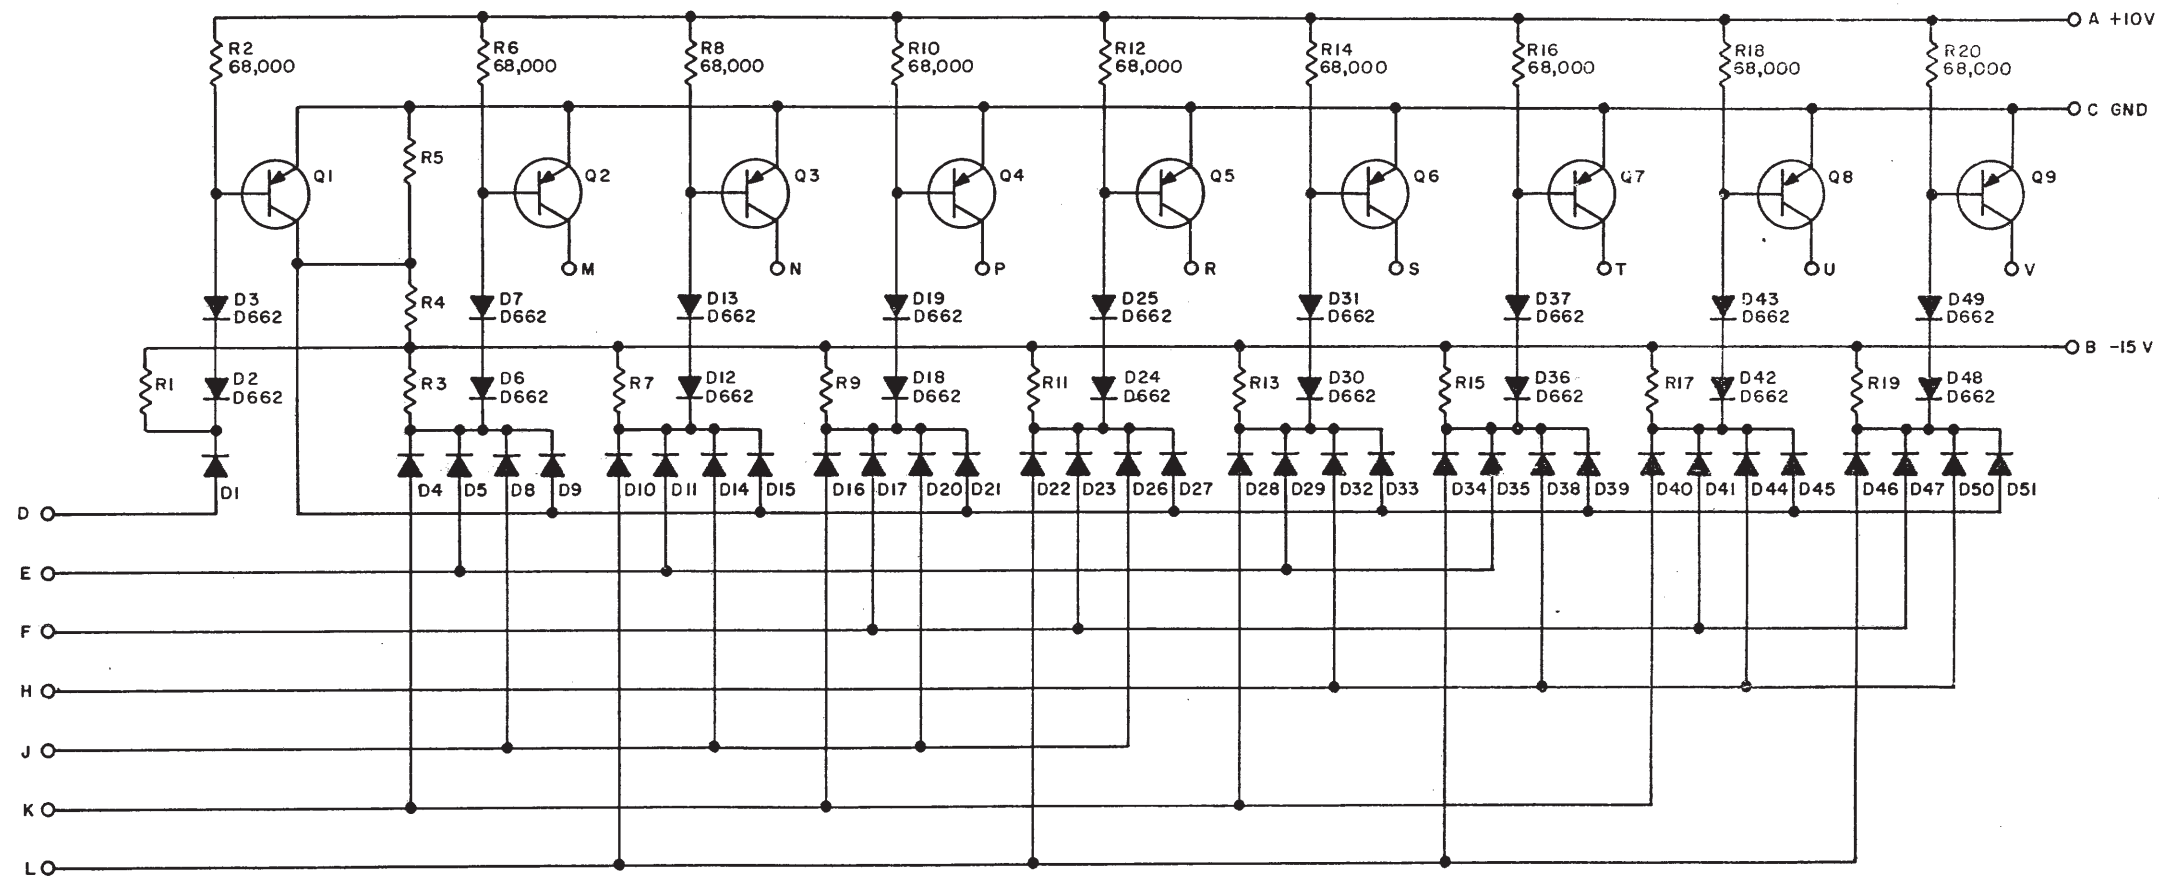 A +10V
R2
68,000
R6
68,000
R8
68,000
R10
68,000
R12
68,000
R14
68,000
R16
68,000
R18
68,000
R20
68,000
C GND
Q1
R5
Q2
Q3
Q4
Q5
Q6
Q7
Q8
Q9
M
N
P
R
S
T
U
V
D3
D662
R4
D7
D662
D13
D662
D19
D662
D25
D662
D31
D662
D37
D662
D43
D662
D49
D662
B -15V
R1
D2
D662
R3
D6
D662
R7
D12
D662
R9
D18
D662
R11
D24
D662
R13
D30
D662
R15
D36
D662
R17
D42
D662
R19
D48
D662
D1
D4
D5
D8
D9
D10
D11
D14
D15
D16
D17
D20
D21
D22
D23
D26
D27
D28
D29
D32
D33
D34
D35
D38
D39
D40
D41
D44
D45
D46
D47
D50
D51
D
E
F
H
J
K
L